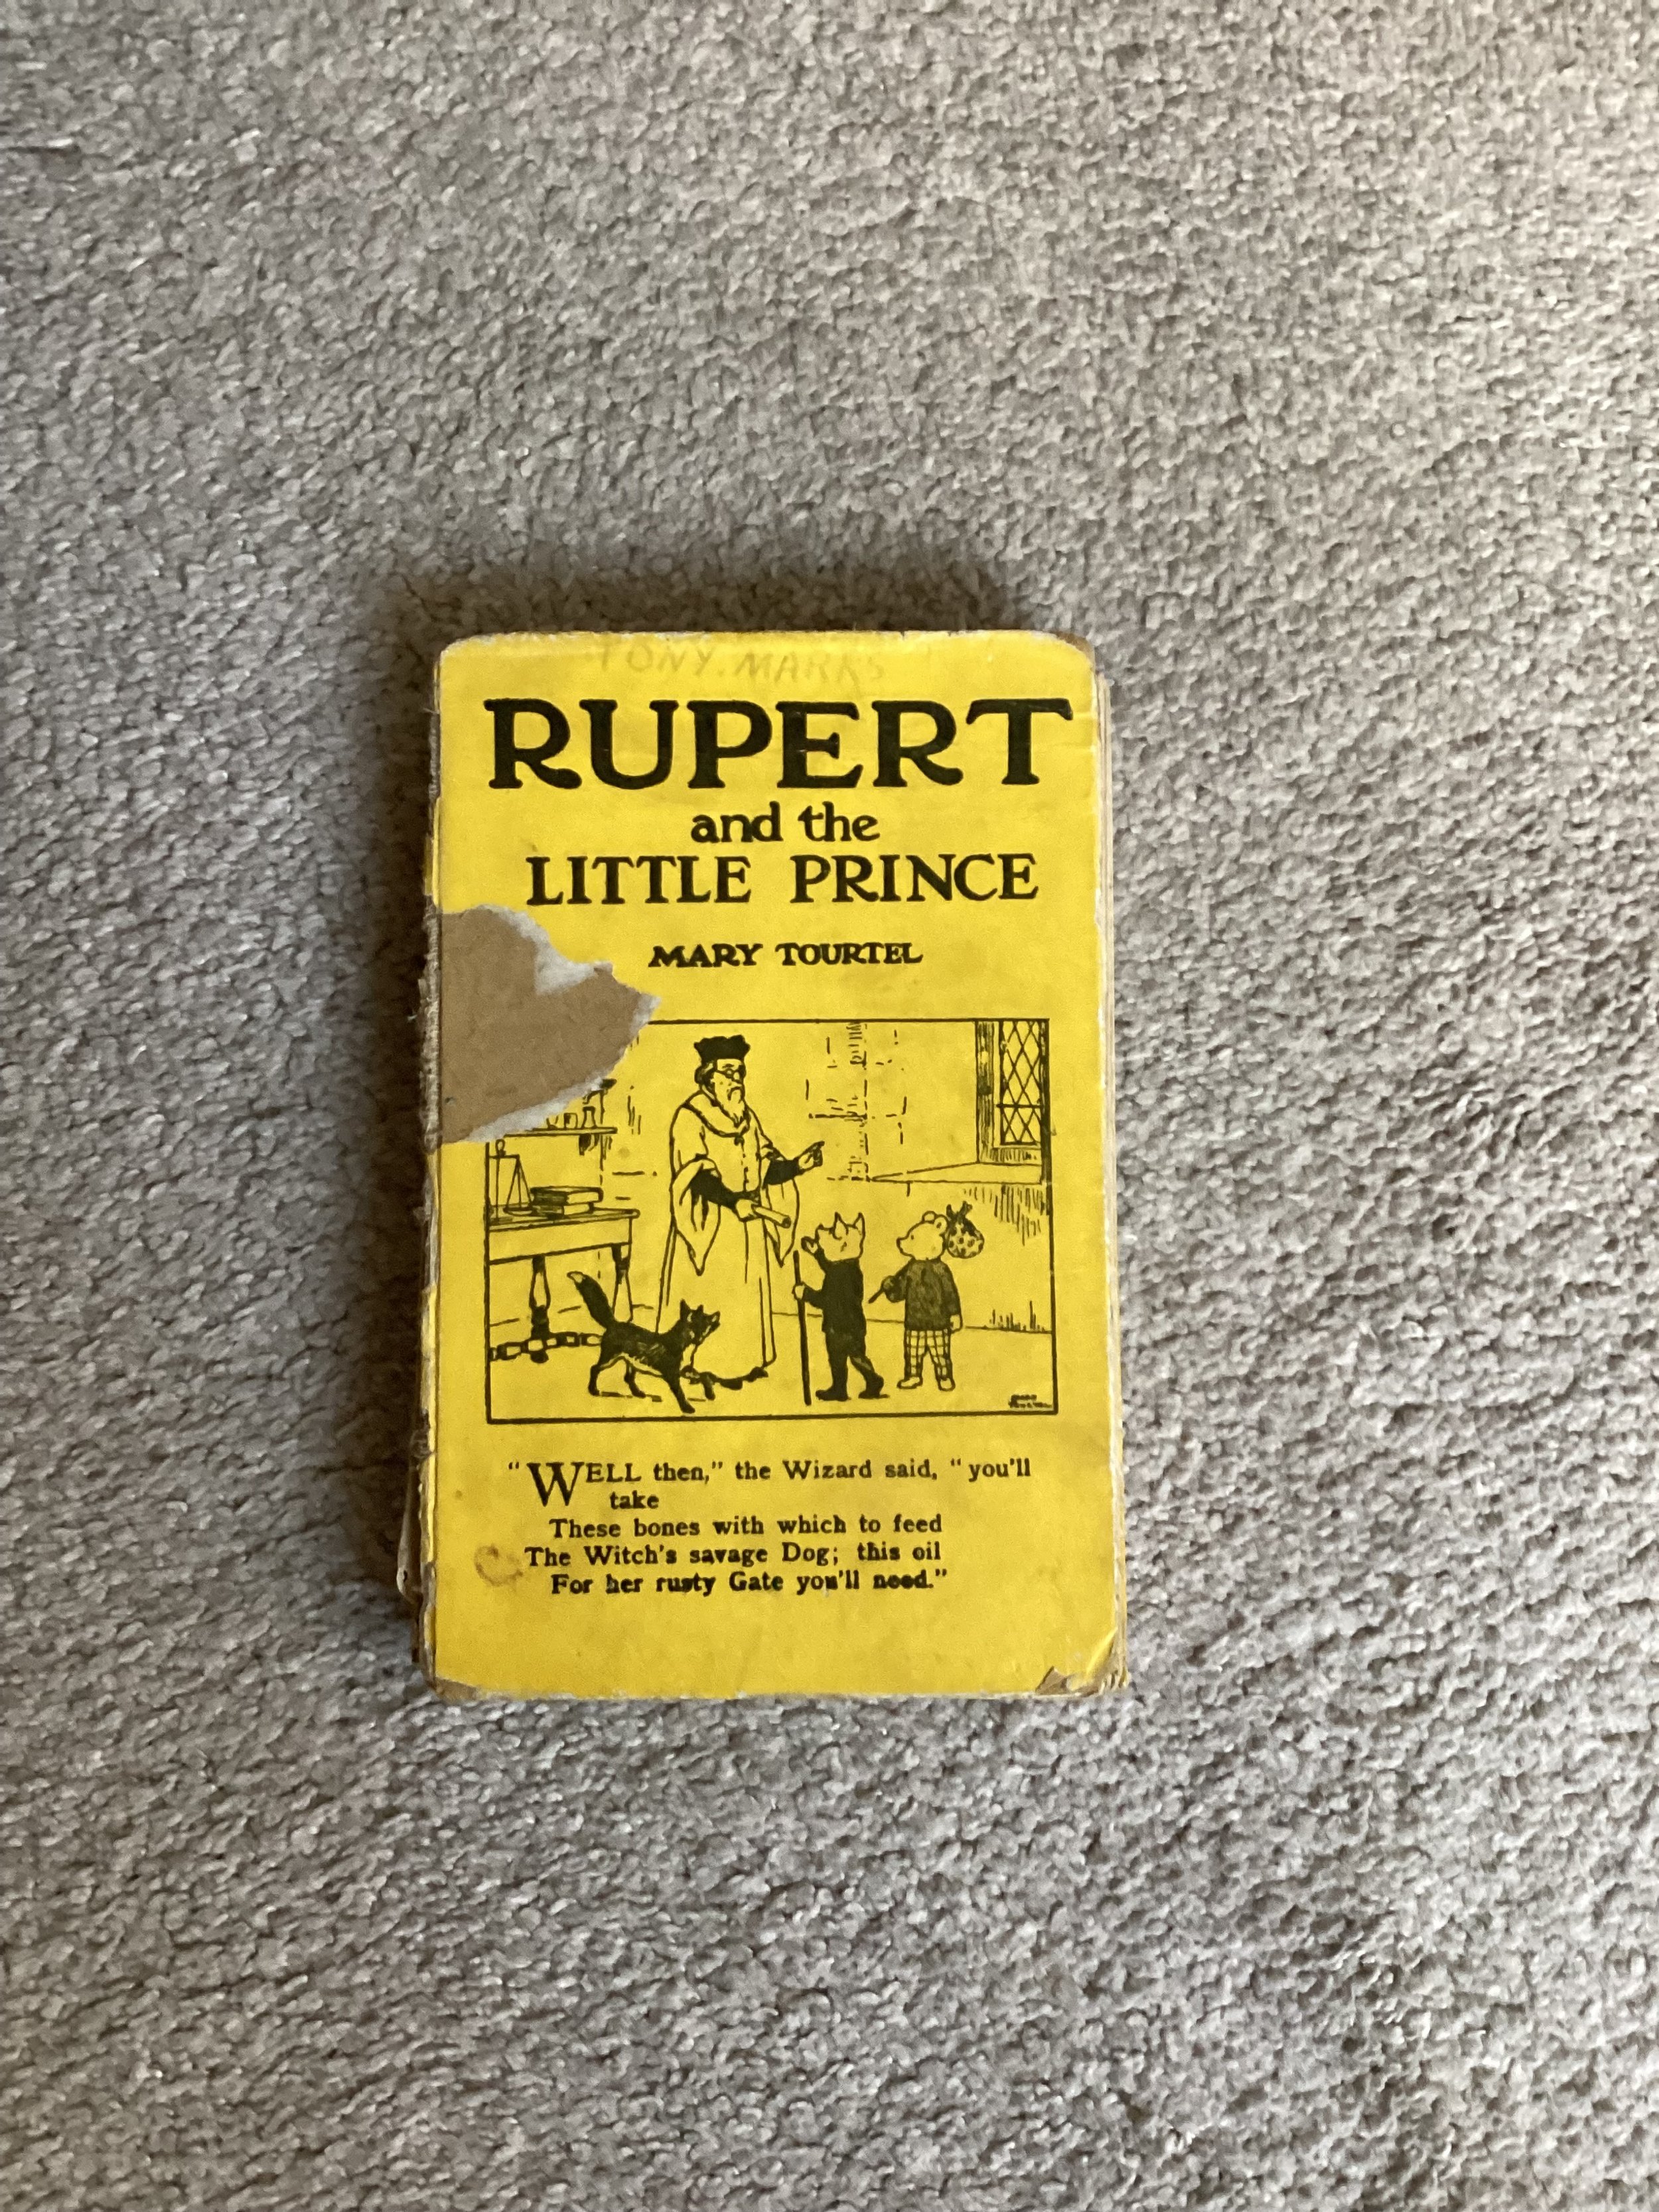 TONY. MARKS
RUPERT
and the
LITTLE PRINCE
MARY TOURTEL
"WELL then," the Wizard said, "you'll
take
These bones with which to feed
The Witch's savage Dog; this oil
For her rusty Gate you'll need."